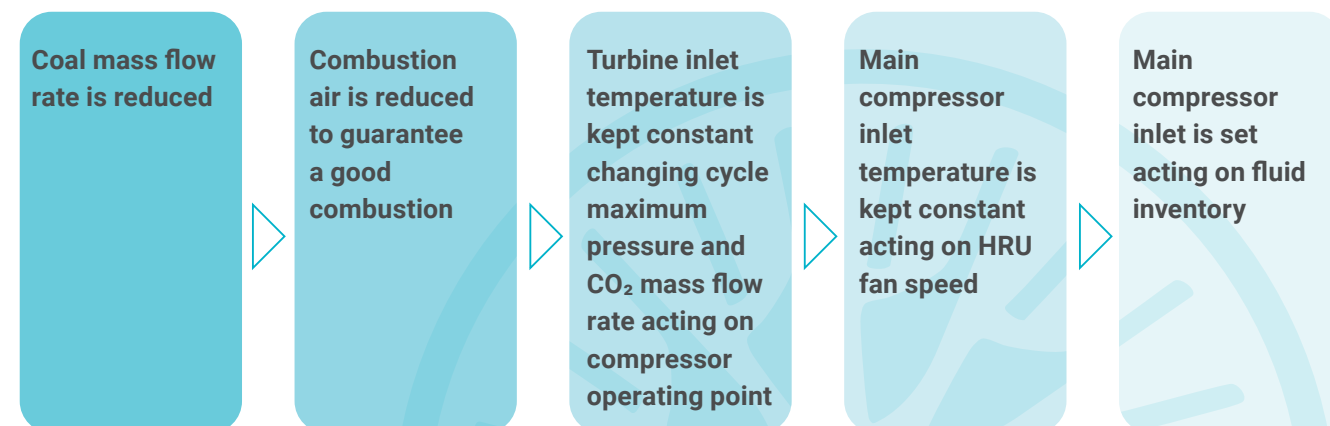 Coal mass flow
rate is reduced
Combustion
air is reduced
to guarantee
a good
combustion
Turbine inlet
temperature is
kept constant
changing cycle
maximum
pressure and
CO₂ mass flow
rate acting on
compressor
operating point
Main
compressor
inlet
temperature is
kept constant
acting on HRU
fan speed
Main
compressor
inlet is set
acting on fluid
inventory